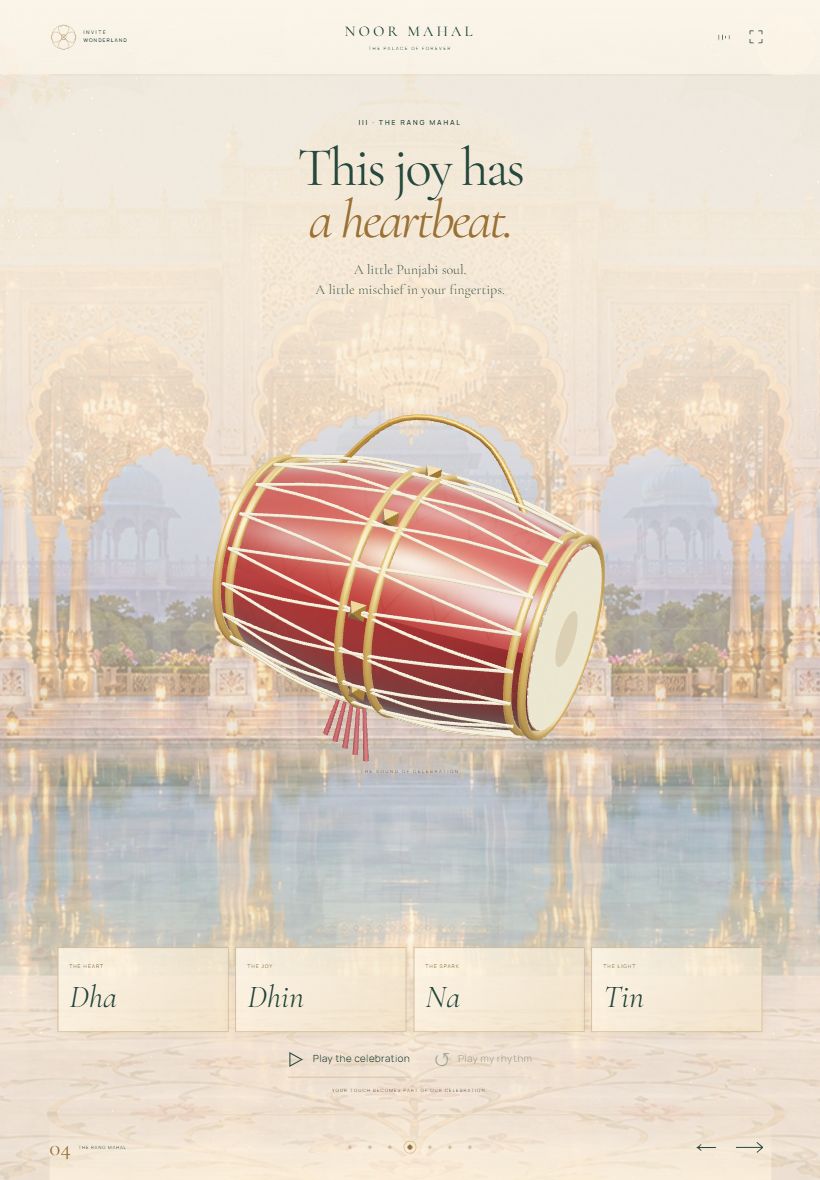 INVITE
WONDERLAND
NOOR MAHAL
THE PALACE OF FOREVER
III · THE RANG MAHAL
This joy has
a heartbeat.
A little Punjabi soul.
A little mischief in your fingertips.
THE SOUND OF CELEBRATION
THE HEART
Dha
THE JOY
Dhin
THE SPARK
Na
THE LIGHT
Tin
Play the celebration
Play my rhythm
YOUR TOUCH BECOMES PART OF OUR CELEBRATION.
04
THE RANG MAHAL